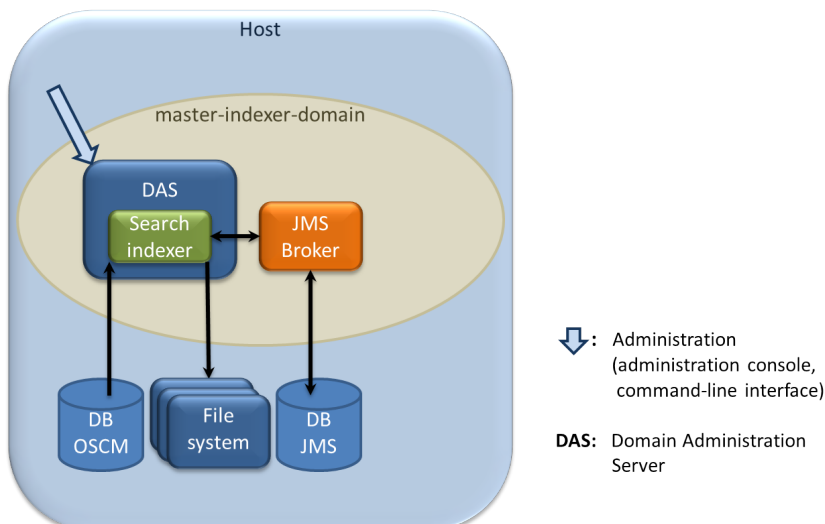 Host
master-indexer-domain
DAS
Search
indexer
JMS
Broker
DB
OSCM
File
system
DB
JMS
: Administration
(administration console,
command-line interface)
DAS: Domain Administration
Server